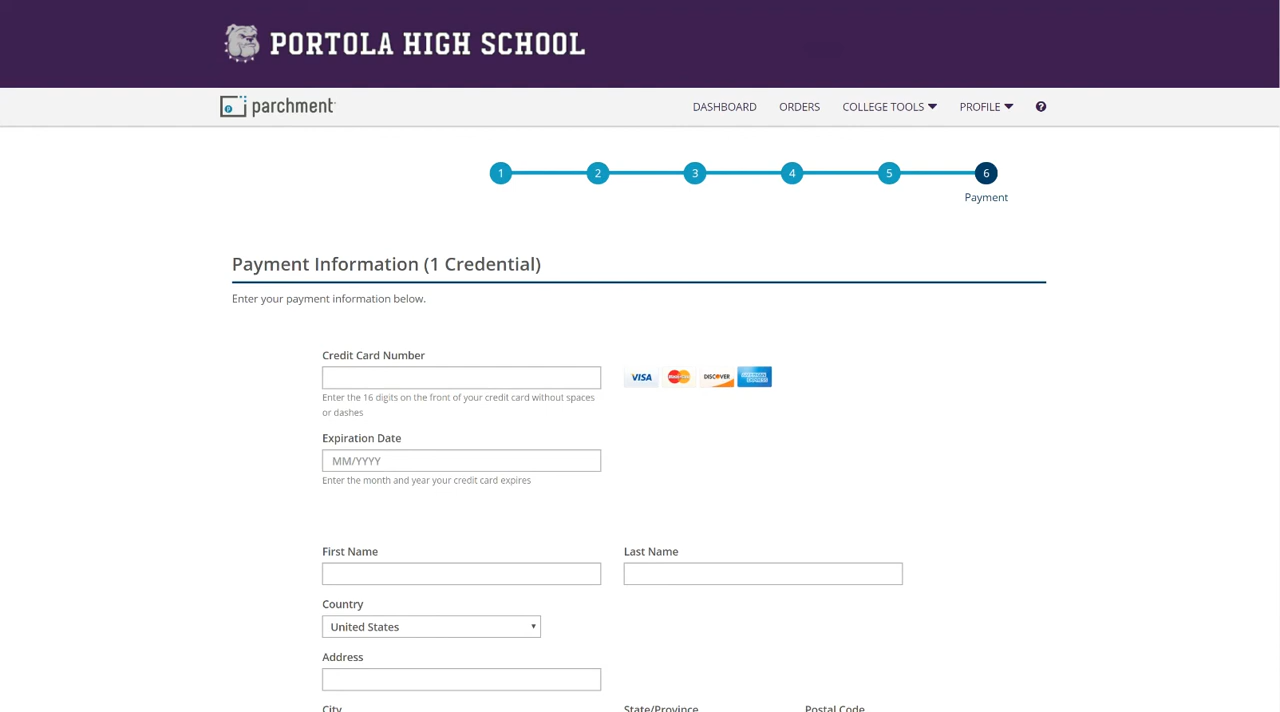 PORTOLA HIGH SCHOOL
parchment
DASHBOARD ORDERS COLLEGE TOOLS PROFILE ?
1 2 3 4 5 6
Payment
Payment Information (1 Credential)
Enter your payment information below.
Credit Card Number
VISA MasterCard DISCOVER AMERICAN EXPRESS
Enter the 16 digits on the front of your credit card without spaces
or dashes
Expiration Date
MM/YYYY
Enter the month and year your credit card expires
First Name Last Name
Country
United States
Address
City State/Province Postal Code